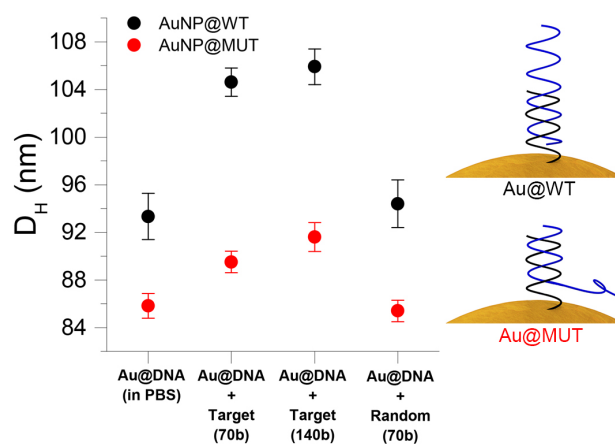 AuNP@WT
AuNP@MUT
D_H (nm)
108
104
100
96
92
88
84
Au@DNA
(in PBS)
Au@DNA
+
Target
(70b)
Au@DNA
+
Target
(140b)
Au@DNA
+
Random
(70b)
Au@WT
Au@MUT